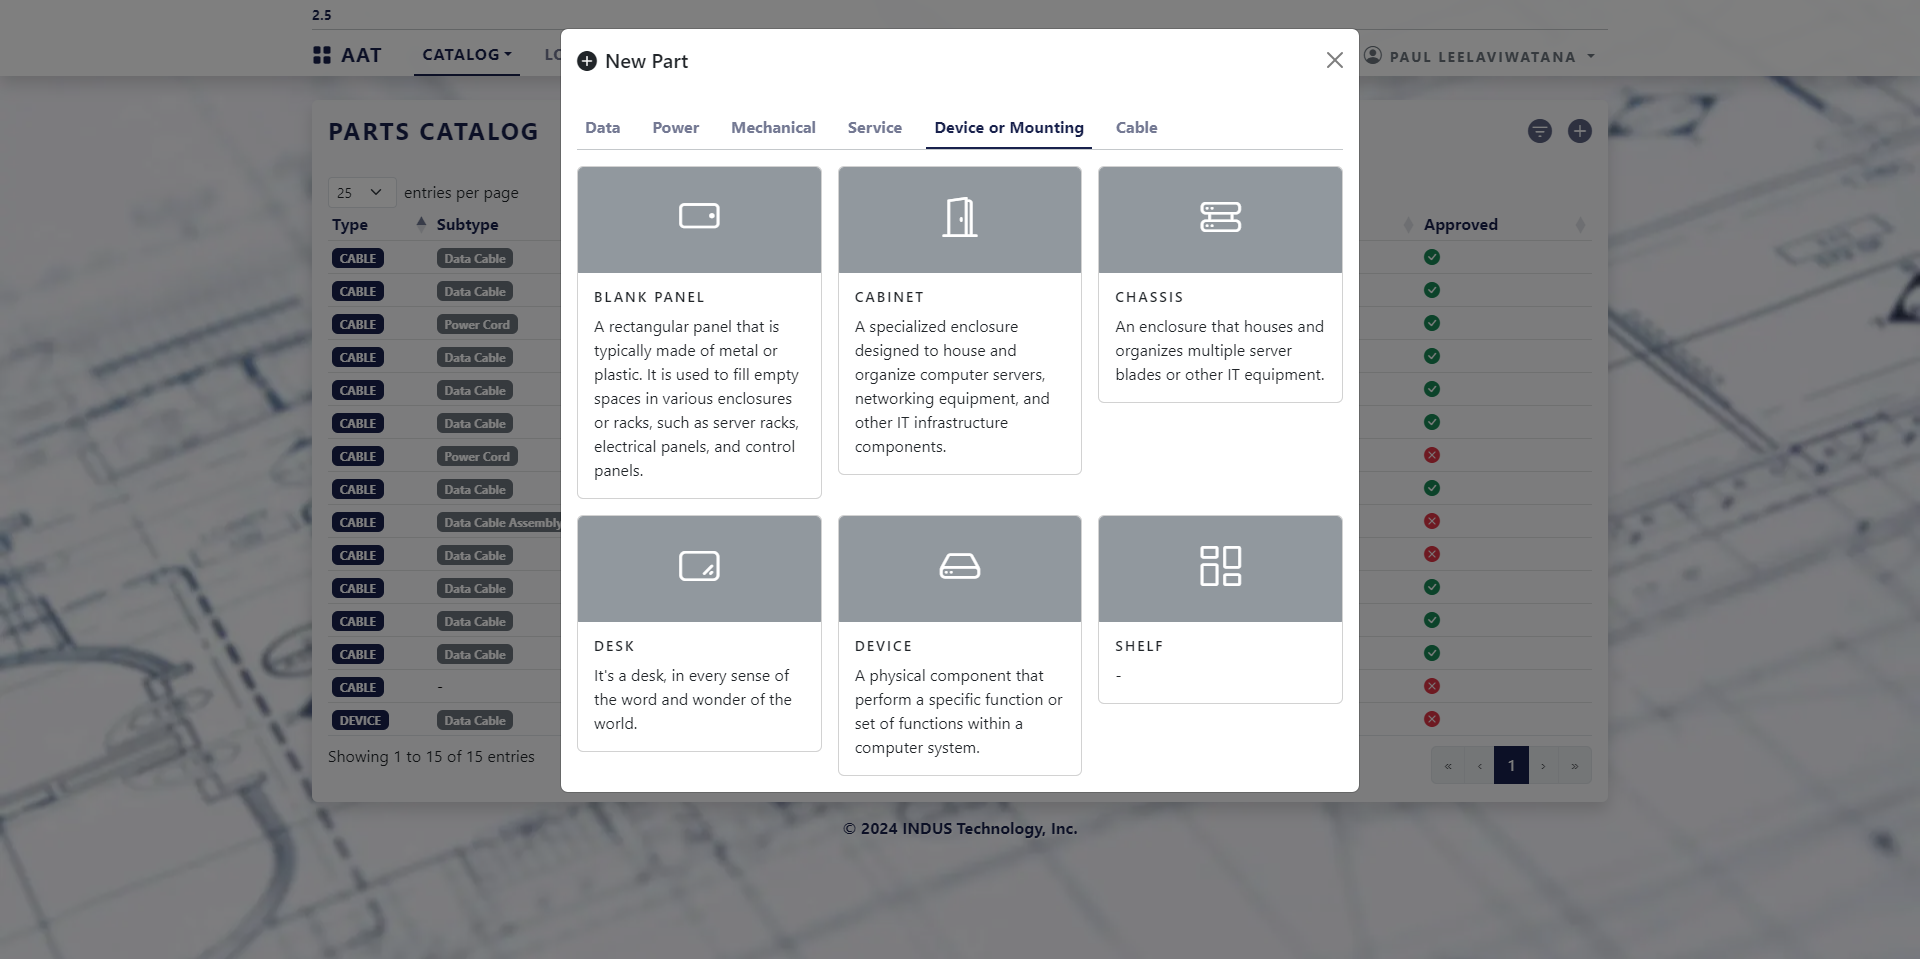 2.5
AAT
CATALOG
LO
PAUL LEELAVIWATANA
New Part
Data
Power
Mechanical
Service
Device or Mounting
Cable
BLANK PANEL
A rectangular panel that is
typically made of metal or
plastic. It is used to fill empty
spaces in various enclosures
or racks, such as server racks,
electrical panels, and control
panels.
CABINET
A specialized enclosure
designed to house and
organize computer servers,
networking equipment, and
other IT infrastructure
components.
CHASSIS
An enclosure that houses and
organizes multiple server
blades or other IT equipment.
DESK
It's a desk, in every sense of
the word and wonder of the
world.
DEVICE
A physical component that
perform a specific function or
set of functions within a
computer system.
SHELF
-
PARTS CATALOG
25 entries per page
Type Subtype Approved
CABLE Data Cable
CABLE Data Cable
CABLE Power Cord
CABLE Data Cable
CABLE Data Cable
CABLE Data Cable
CABLE Power Cord
CABLE Data Cable
CABLE Data Cable Assembly
CABLE Data Cable
CABLE Data Cable
CABLE Data Cable
CABLE Data Cable
CABLE -
DEVICE Data Cable
Showing 1 to 15 of 15 entries
« ‹ 1 › »
© 2024 INDUS Technology, Inc.